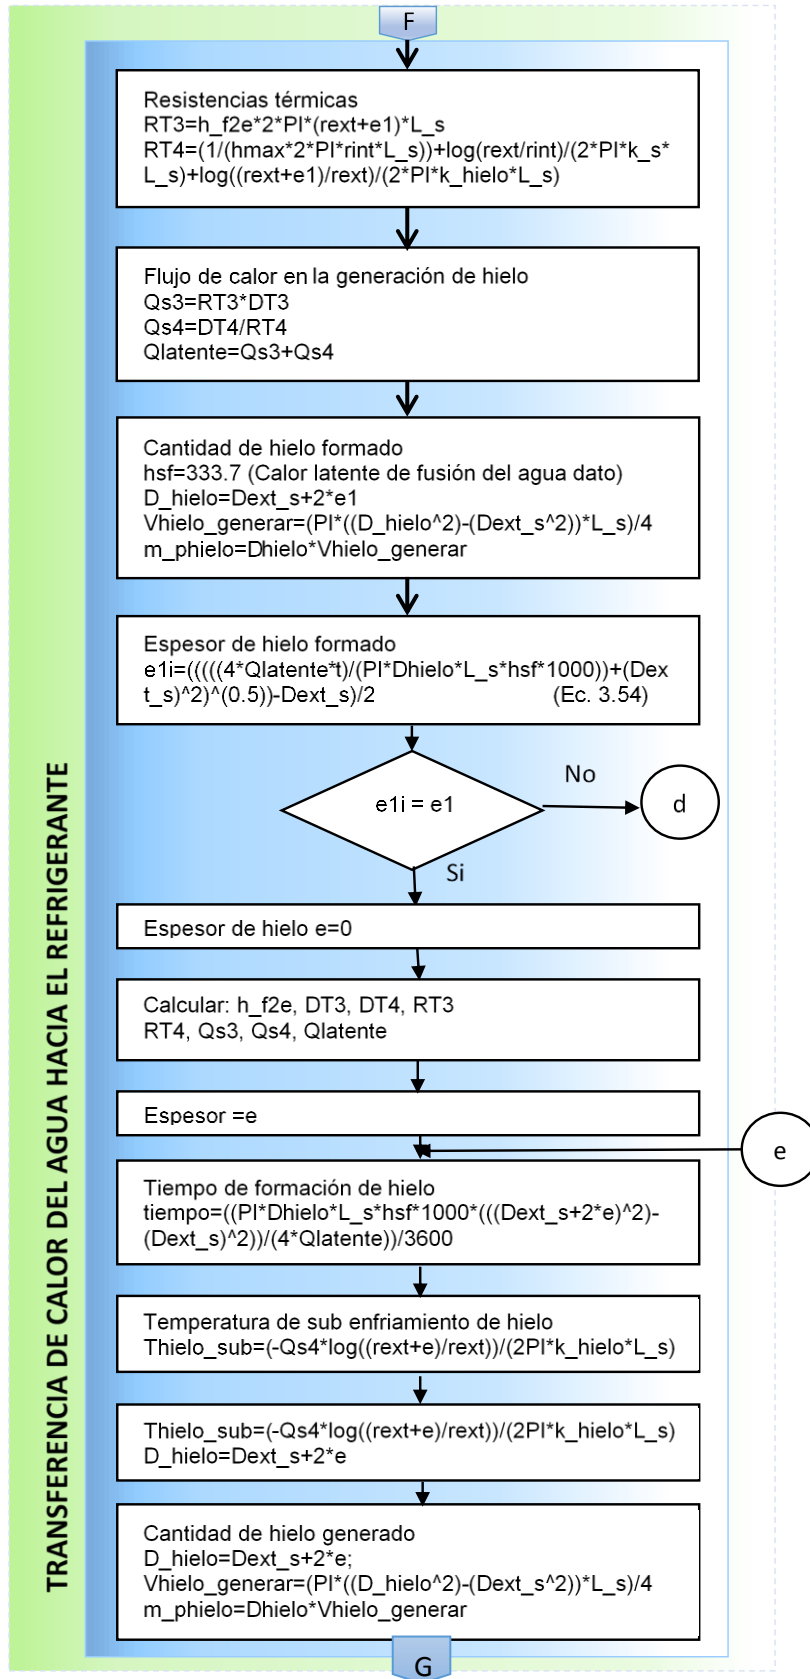 F
Resistencias térmicas
RT3=h_f2e*2*PI*(rext+e1)*L_s
RT4=(1/(hmax*2*PI*rint*L_s))+log(rext/rint)/(2*PI*k_s*
L_s)+log((rext+e1)/rext)/(2*PI*k_hielo*L_s)
Flujo de calor en la generación de hielo
Qs3=RT3*DT3
Qs4=DT4/RT4
Qlatente=Qs3+Qs4
Cantidad de hielo formado
hsf=333.7 (Calor latente de fusión del agua dato)
D_hielo=Dext_s+2*e1
Vhielo_generar=(PI*((D_hielo^2)-(Dext_s^2))*L_s)/4
m_phielo=Dhielo*Vhielo_generar
Espesor de hielo formado
e1i=(((((4*Qlatente*t)/(PI*Dhielo*L_s*hsf*1000))+(Dex
t_s)^2)^(0.5))-Dext_s)/2 (Ec. 3.54)
e1i = e1
No
d
Si
Espesor de hielo e=0
Calcular: h_f2e, DT3, DT4, RT3
RT4, Qs3, Qs4, Qlatente
Espesor =e
e
Tiempo de formación de hielo
tiempo=((PI*Dhielo*L_s*hsf*1000*(((Dext_s+2*e)^2)-
(Dext_s)^2))/(4*Qlatente))/3600
Temperatura de sub enfriamiento de hielo
Thielo_sub=(-Qs4*log((rext+e)/rext))/(2PI*k_hielo*L_s)
Thielo_sub=(-Qs4*log((rext+e)/rext))/(2PI*k_hielo*L_s)
D_hielo=Dext_s+2*e
Cantidad de hielo generado
D_hielo=Dext_s+2*e;
Vhielo_generar=(PI*((D_hielo^2)-(Dext_s^2))*L_s)/4
m_phielo=Dhielo*Vhielo_generar
G
TRANSFERENCIA DE CALOR DEL AGUA HACIA EL REFRIGERANTE